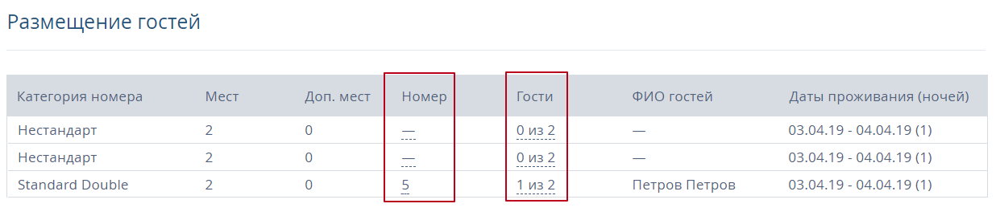 Размещение гостей
Категория номера Мест Доп. мест Номер Гости ФИО гостей Даты проживания (ночей)
Нестандарт 2 0 — 0 из 2 — 03.04.19 - 04.04.19 (1)
Нестандарт 2 0 — 0 из 2 — 03.04.19 - 04.04.19 (1)
Standard Double 2 0 5 1 из 2 Петров Петров 03.04.19 - 04.04.19 (1)